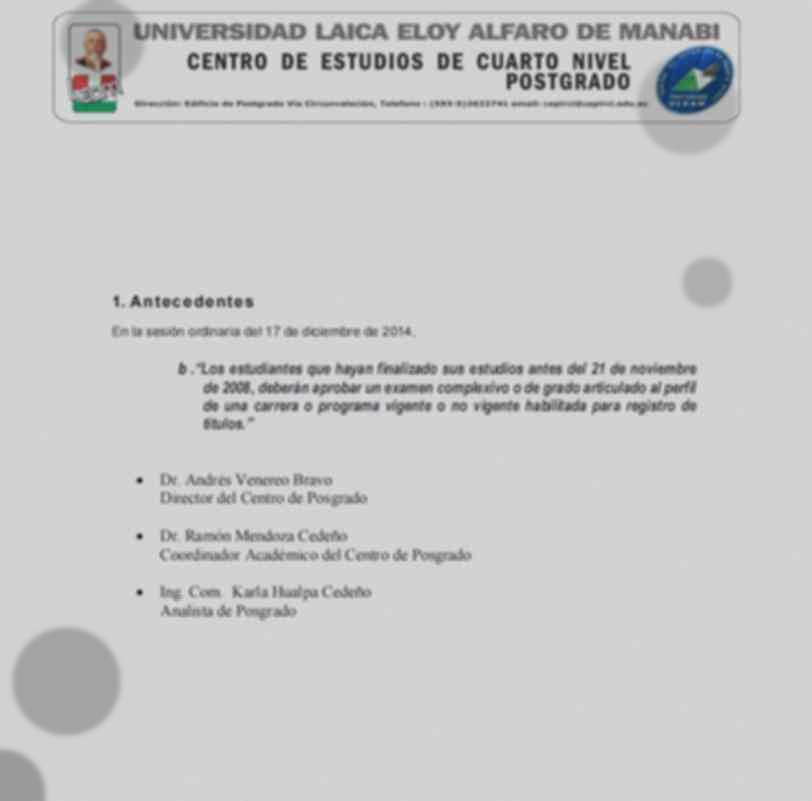 UNIVERSIDAD LAICA ELOY ALFARO DE MANABI
CENTRO DE ESTUDIOS DE CUARTO NIVEL
POSTGRADO
Dirección: Edificio de Postgrado Vía Circunvalación, Telefono :
1. Antecedentes
En la sesión ordinaria del 17 de diciembre de 2014,
b ."Los estudiantes que hayan finalizado sus estudios antes del 21 de noviembre
de 2008, deberán aprobar un examen complexivo o de grado articulado al perfil
de una carrera o programa vigente o no vigente habilitada para registro de
títulos."
• Dr. Andrés Venereo Bravo
Director del Centro de Posgrado
• Dr. Ramón Mendoza Cedeño
Coordinador Académico del Centro de Posgrado
• Ing. Com. Karla Hualpa Cedeño
Analista de Posgrado